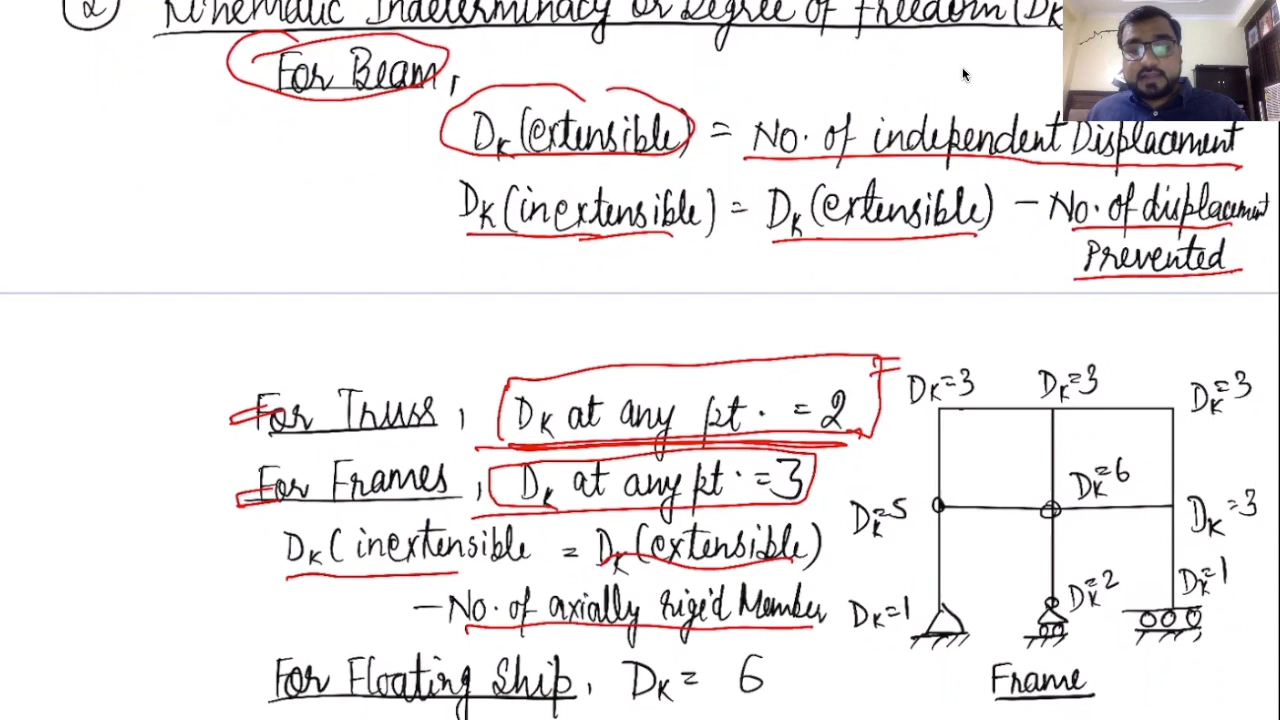 ② Kinematic Indeterminacy or Degree of freedom (DK
For Beam,
DK (extensible) = No. of independent Displacement
DK (inextensible) = DK (extensible) - No. of displacement
Prevented
For Truss, DK at any pt. = 2
For Frames, DK at any pt. = 3
DK (inextensible = DK (extensible)
- No. of axially rigid Member
For Floating Ship, DK = 6
DK=3 DK=3 DK=3
DK=5 DK=6 DK=3
DK=1 DK=2 DK=1
Frame